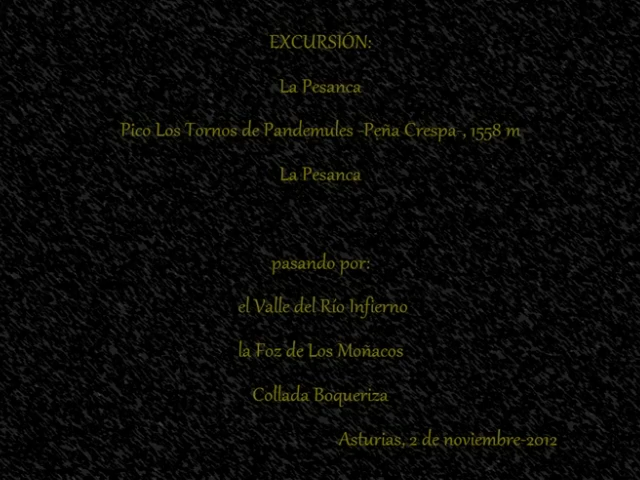 EXCURSIÓN:
La Pesanca
Pico Los Tornos de Pandemules -Peña Crespa-, 1558 m
La Pesanca
pasando por:
el Valle del Río Infierno
la Foz de Los Moñacos
Collada Boqueriza
Asturias, 2 de noviembre-2012